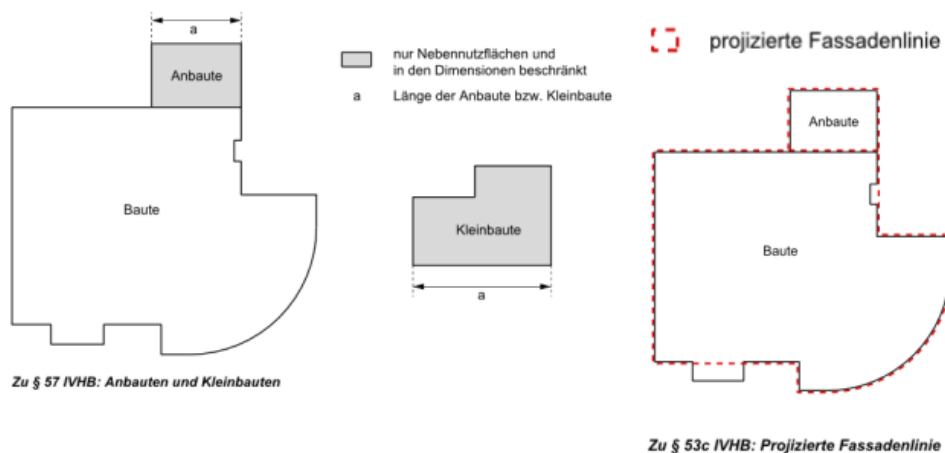 a
Anbaute
Baute
nur Nebennutzflächen und
in den Dimensionen beschränkt
a Länge der Anbaute bzw. Kleinbaute
Kleinbaute
a
Zu § 57 IVHB: Anbauten und Kleinbauten
projizierte Fassadenlinie
Anbaute
Baute
Zu § 53c IVHB: Projizierte Fassadenlinie